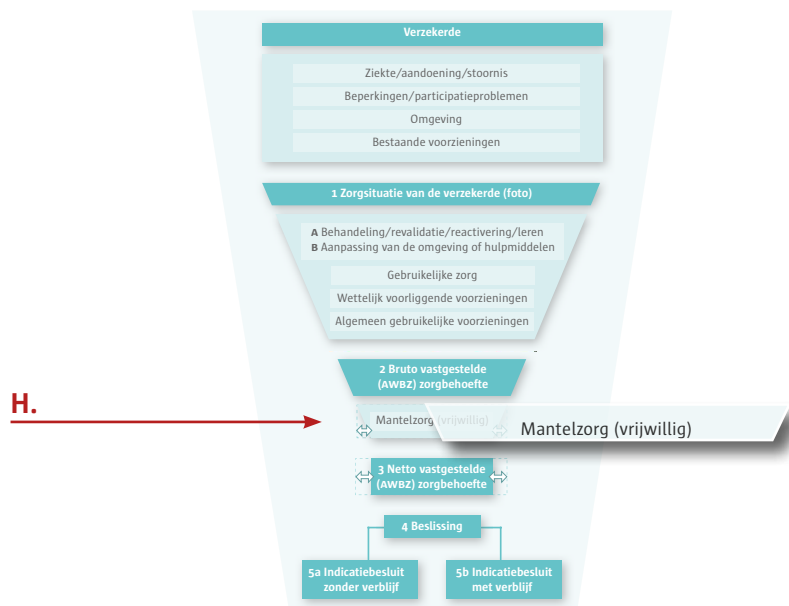 Verzekerde
Ziekte/aandoening/stoornis
Beperkingen/participatieproblemen
Omgeving
Bestaande voorzieningen
1 Zorgsituatie van de verzekerde (foto)
A Behandeling/revalidatie/reactivering/leren
B Aanpassing van de omgeving of hulpmiddelen
Gebruikelijke zorg
Wettelijk voorliggende voorzieningen
Algemeen gebruikelijke voorzieningen
2 Bruto vastgestelde
(AWBZ) zorgbehoefte
H.
Mantelzorg (vrijwillig)
Mantelzorg (vrijwillig)
3 Netto vastgestelde
(AWBZ) zorgbehoefte
4 Beslissing
5a Indicatiebesluit
zonder verblijf
5b Indicatiebesluit
met verblijf